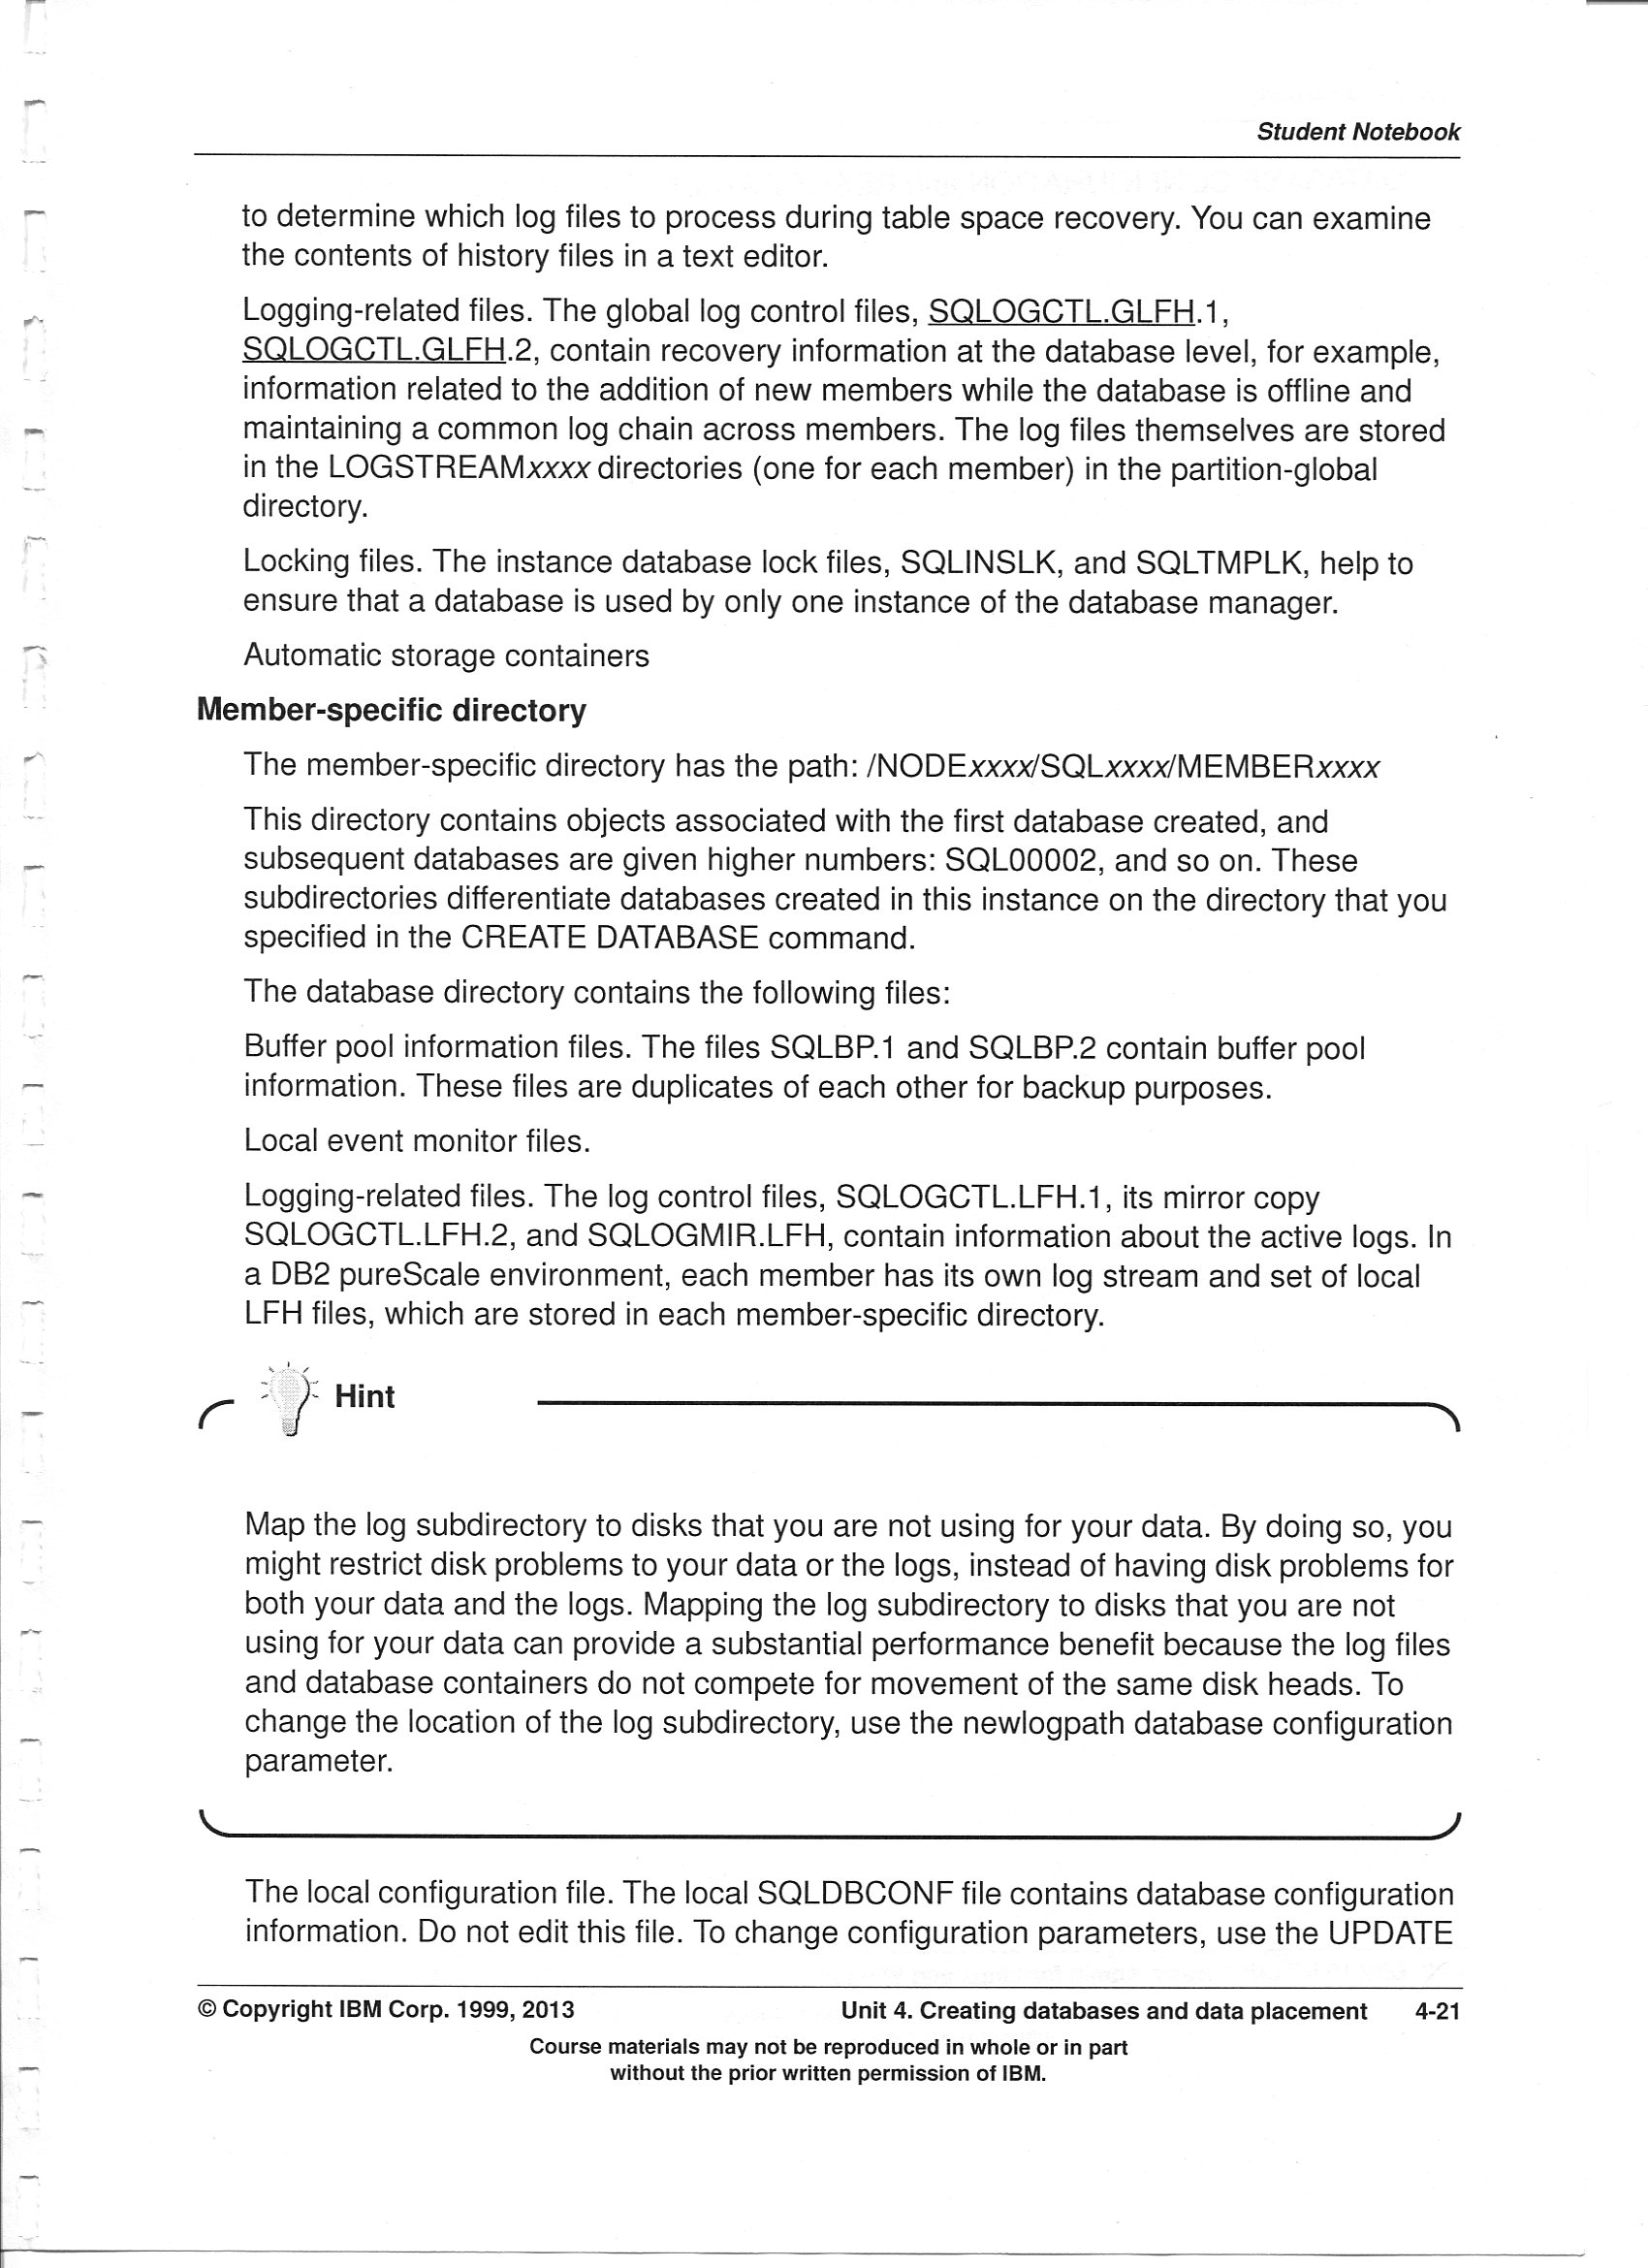 Student Notebook
to determine which log files to process during table space recovery. You can examine
the contents of history files in a text editor.
Logging-related files. The global log control files, SQLOGCTL.GLFH.1,
SQLOGCTL.GLFH.2, contain recovery information at the database level, for example,
information related to the addition of new members while the database is offline and
maintaining a common log chain across members. The log files themselves are stored
in the LOGSTREAMxxxx directories (one for each member) in the partition-global
directory.
Locking files. The instance database lock files, SQLINSLK, and SQLTMPLK, help to
ensure that a database is used by only one instance of the database manager.
Automatic storage containers
Member-specific directory
The member-specific directory has the path: /NODExxxx/SQLxxxx/MEMBERxxxx
This directory contains objects associated with the first database created, and
subsequent databases are given higher numbers: SQL00002, and so on. These
subdirectories differentiate databases created in this instance on the directory that you
specified in the CREATE DATABASE command.
The database directory contains the following files:
Buffer pool information files. The files SQLBP.1 and SQLBP.2 contain buffer pool
information. These files are duplicates of each other for backup purposes.
Local event monitor files.
Logging-related files. The log control files, SQLOGCTL.LFH.1, its mirror copy
SQLOGCTL.LFH.2, and SQLOGMIR.LFH, contain information about the active logs. In
a DB2 pureScale environment, each member has its own log stream and set of local
LFH files, which are stored in each member-specific directory.
Hint
Map the log subdirectory to disks that you are not using for your data. By doing so, you
might restrict disk problems to your data or the logs, instead of having disk problems for
both your data and the logs. Mapping the log subdirectory to disks that you are not
using for your data can provide a substantial performance benefit because the log files
and database containers do not compete for movement of the same disk heads. To
change the location of the log subdirectory, use the newlogpath database configuration
parameter.
The local configuration file. The local SQLDBCONF file contains database configuration
information. Do not edit this file. To change configuration parameters, use the UPDATE
© Copyright IBM Corp. 1999, 2013 Unit 4. Creating databases and data placement 4-21
Course materials may not be reproduced in whole or in part
without the prior written permission of IBM.